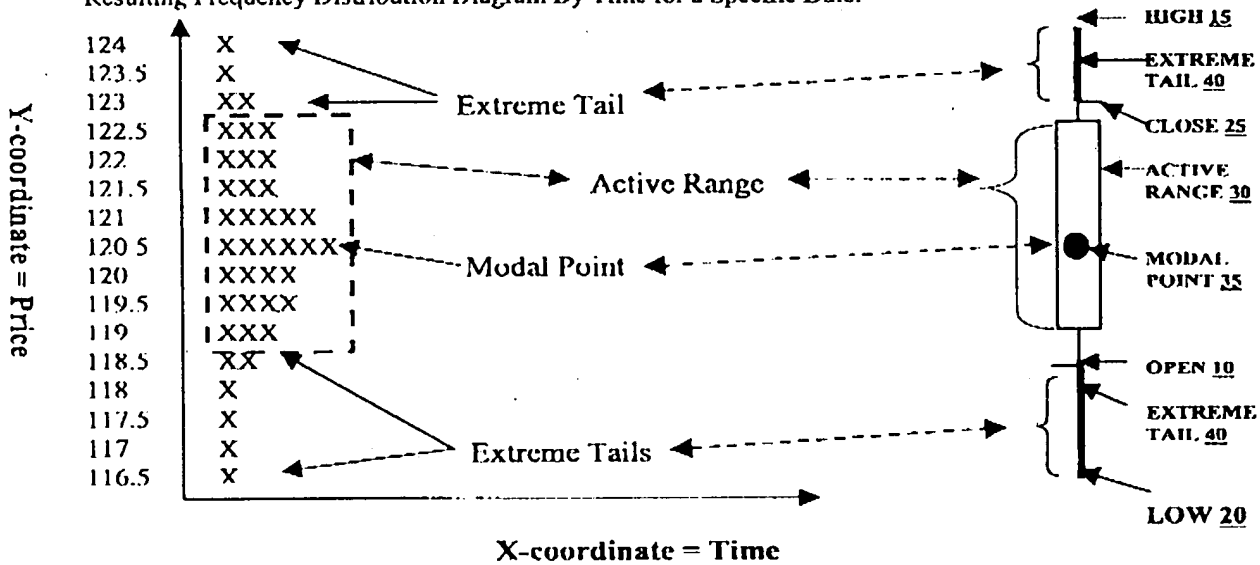 Resulting Frequency Distribution Diagram By Time for a Specific Date:
Y-coordinate = Price
124 X
123.5 X
123 XX
122.5 XXX
122 XXX
121.5 XXX
121 XXXXX
120 5 XXXXXX
120 XXXX
119.5 XXXX
119 XXX
118.5 XX
118 X
117.5 X
117 X
116.5 X
Extreme Tail
Active Range
Modal Point
Extreme Tails
X-coordinate = Time
HIGH 15
EXTREME
TAIL 40
CLOSE 25
ACTIVE
RANGE 30
MODAL
POINT 35
OPEN 10
EXTREME
TAIL 40
LOW 20